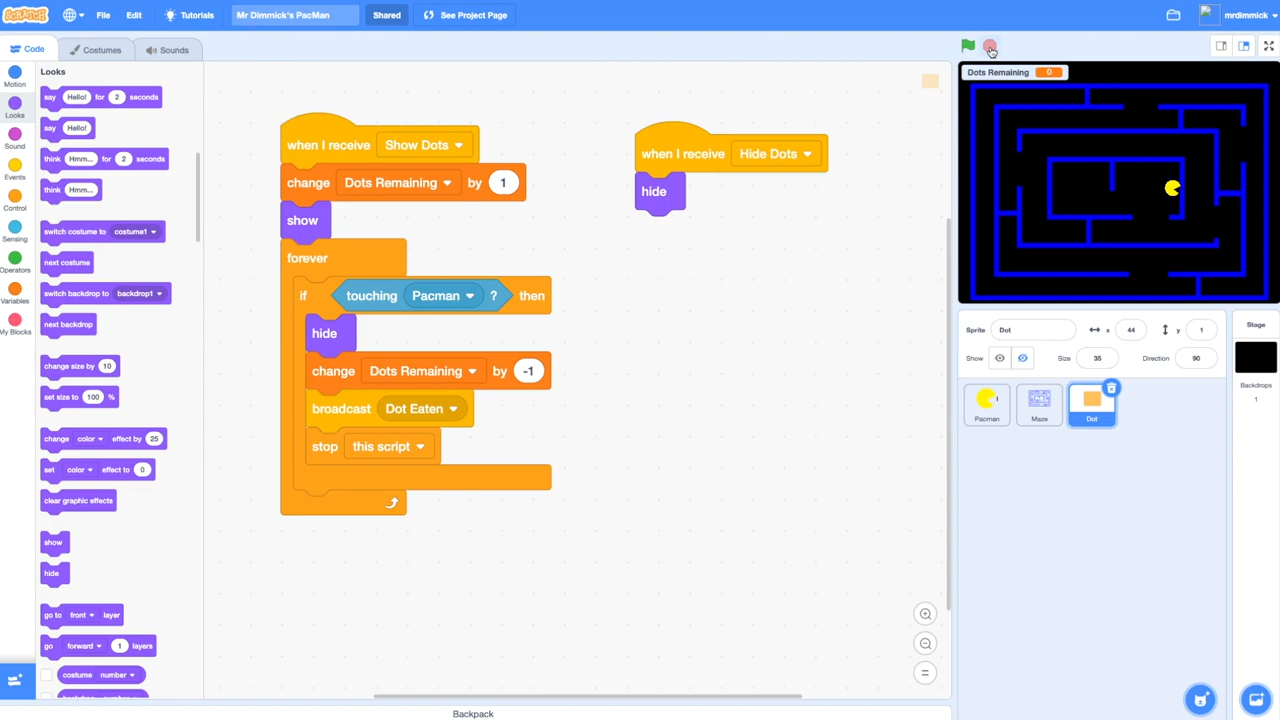 SCRATCH File Edit Tutorials Mr Dimmick's PacMan Shared See Project Page mrdimmick
Code Costumes Sounds
Motion
Looks
Sound
Events
Control
Sensing
Operators
Variables
My Blocks
Looks
say Hello! for 2 seconds
say Hello!
think Hmm... for 2 seconds
think Hmm...
switch costume to costume1
next costume
switch backdrop to backdrop1
next backdrop
change size by 10
set size to 100 %
change color effect by 25
set color effect to 0
clear graphic effects
show
hide
go to front layer
go forward 1 layers
costume number
when I receive Show Dots
change Dots Remaining by 1
show
forever
if touching Pacman ? then
hide
change Dots Remaining by -1
broadcast Dot Eaten
stop this script
when I receive Hide Dots
hide
Dots Remaining 0
Sprite Dot x 44 y 1
Show Size 35 Direction 90
Pacman Maze Dot
Stage
Backdrops
1
Backpack